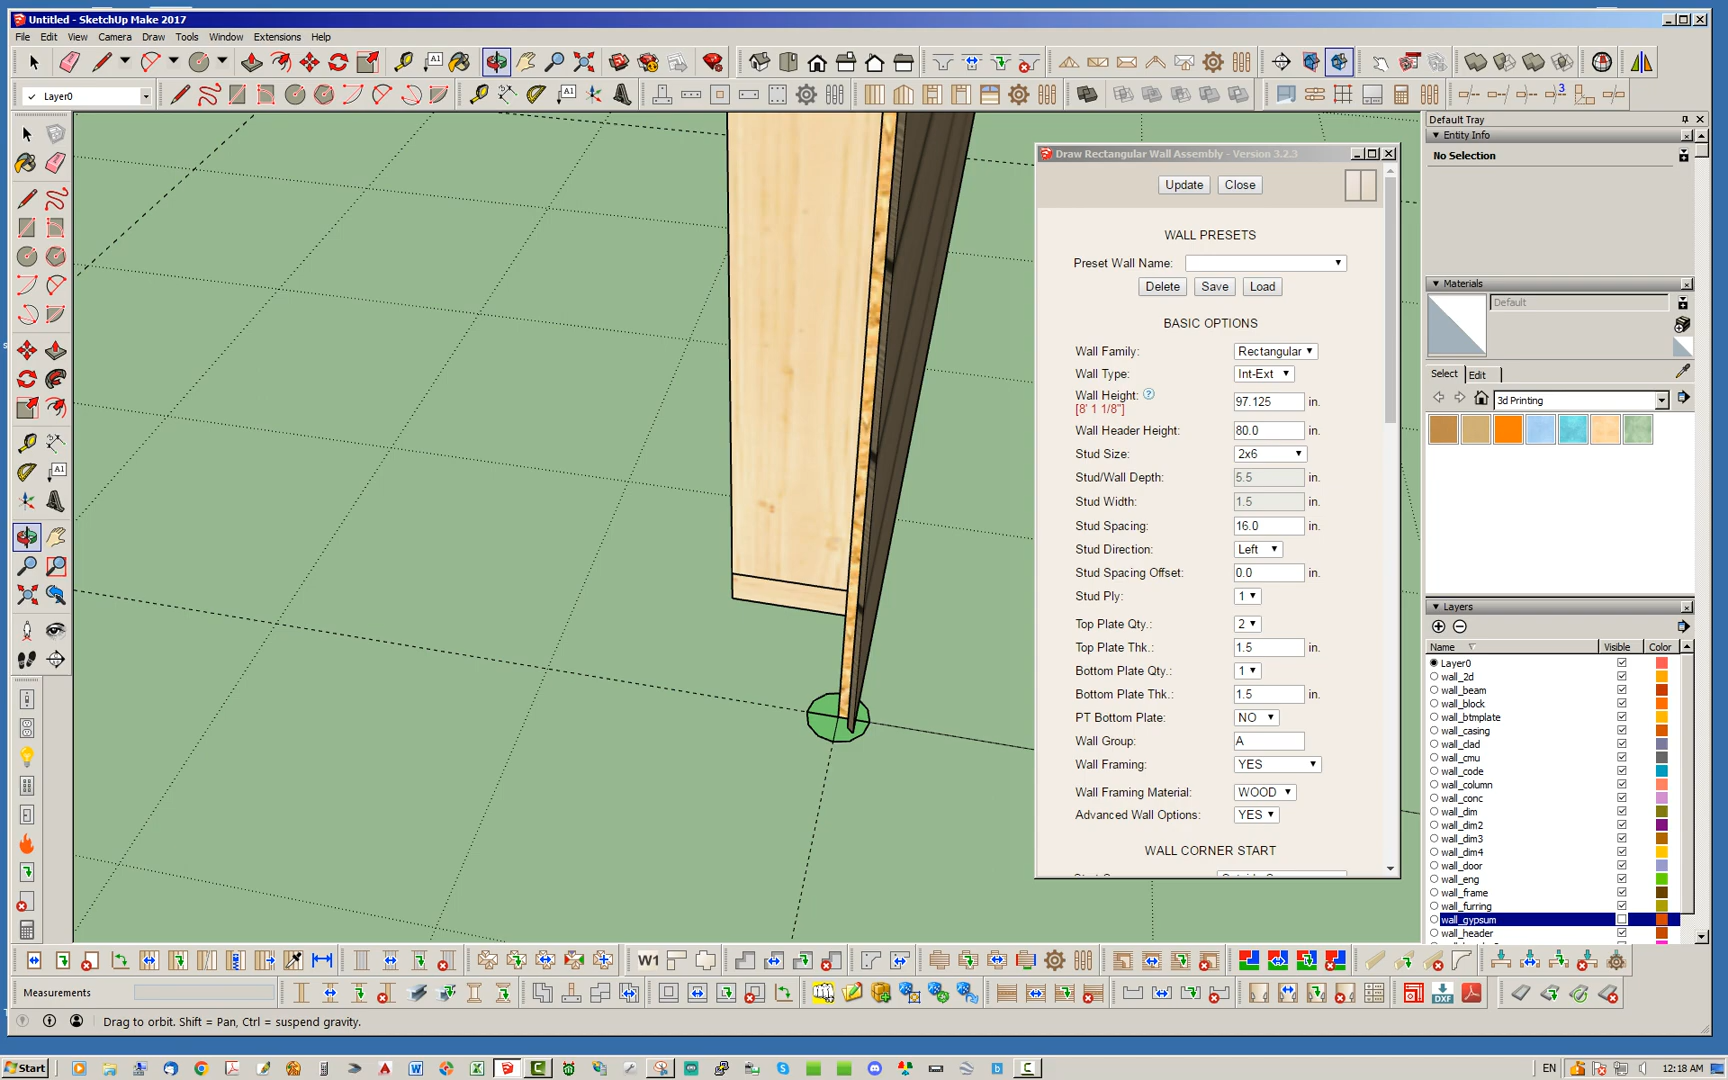 Untitled - SketchUp Make 2017
File Edit View Camera Draw Tools Window Extensions Help
Layer0
Draw Rectangular Wall Assembly - Version 3.2.3
Update Close
WALL PRESETS
Preset Wall Name:
Delete Save Load
BASIC OPTIONS
Wall Family: Rectangular
Wall Type: Int-Ext
Wall Height: 97.125 in.
[8' 1 1/8"]
Wall Header Height: 80.0 in.
Stud Size: 2x6
Stud/Wall Depth: 5.5 in.
Stud Width: 1.5 in.
Stud Spacing: 16.0 in.
Stud Direction: Left
Stud Spacing Offset: 0.0 in.
Stud Ply: 1
Top Plate Qty.: 2
Top Plate Thk.: 1.5 in.
Bottom Plate Qty.: 1
Bottom Plate Thk.: 1.5 in.
PT Bottom Plate: NO
Wall Group: A
Wall Framing: YES
Wall Framing Material: WOOD
Advanced Wall Options: YES
WALL CORNER START
Default Tray
Entity Info
No Selection
Materials
Default
Select Edit
3d Printing
Layers
Name Visible Color
Layer0
wall_2d
wall_beam
wall_block
wall_btmplate
wall_casing
wall_clad
wall_cmu
wall_code
wall_column
wall_conc
wall_dim
wall_dim2
wall_dim3
wall_dim4
wall_door
wall_eng
wall_frame
wall_furring
wall_gypsum
wall_header
W1
DXF
Measurements
Drag to orbit. Shift = Pan, Ctrl = suspend gravity.
Start
EN
12:18 AM